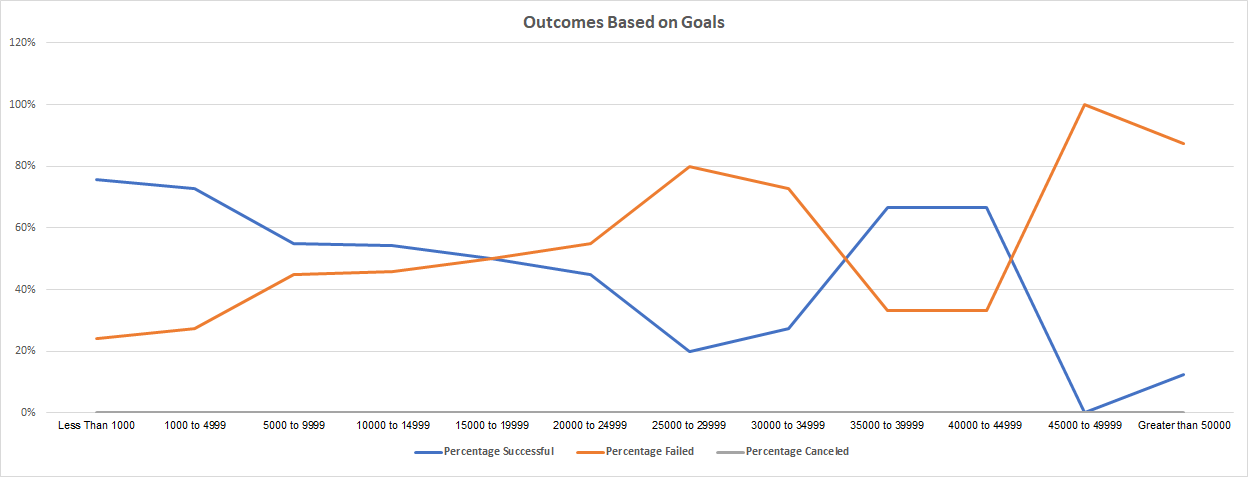 Outcomes Based on Goals
120%
100%
80%
60%
40%
20%
0%
Less Than 1000 1000 to 4999 5000 to 9999 10000 to 14999 15000 to 19999 20000 to 24999 25000 to 29999 30000 to 34999 35000 to 39999 40000 to 44999 45000 to 49999 Greater than 50000
Percentage Successful Percentage Failed Percentage Canceled